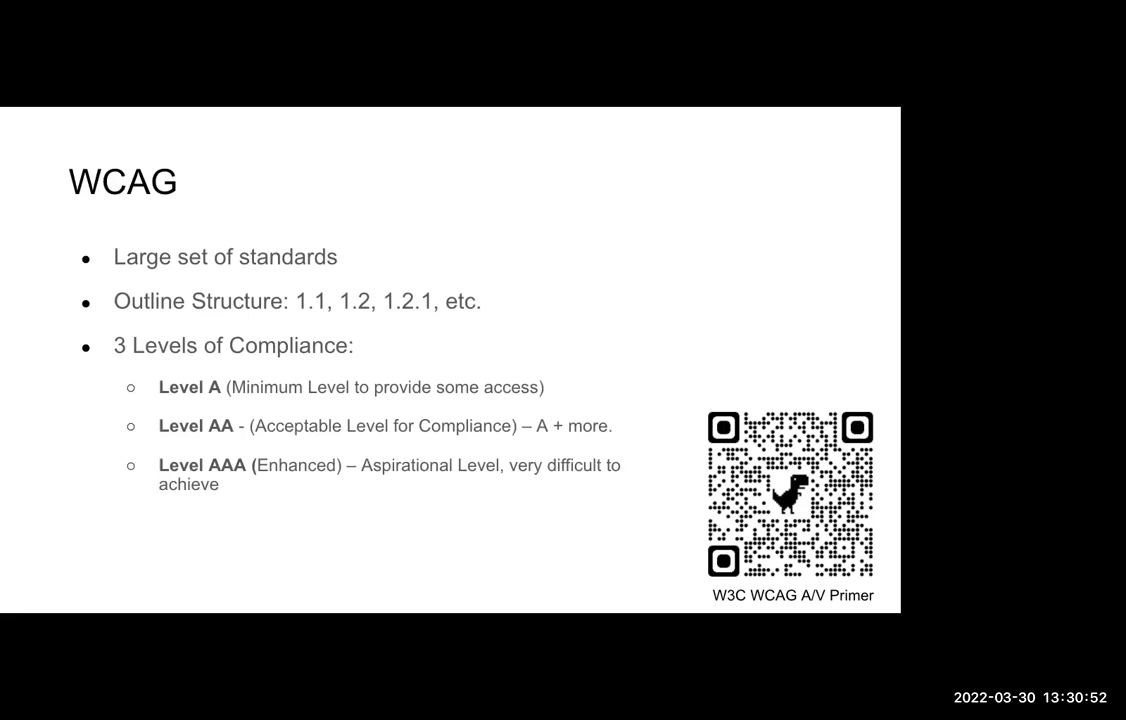 WCAG
● Large set of standards
● Outline Structure: 1.1, 1.2, 1.2.1, etc.
● 3 Levels of Compliance:
○ Level A (Minimum Level to provide some access)
○ Level AA - (Acceptable Level for Compliance) – A + more.
○ Level AAA (Enhanced) – Aspirational Level, very difficult to
achieve
W3C WCAG A/V Primer
2022-03-30 13:30:52